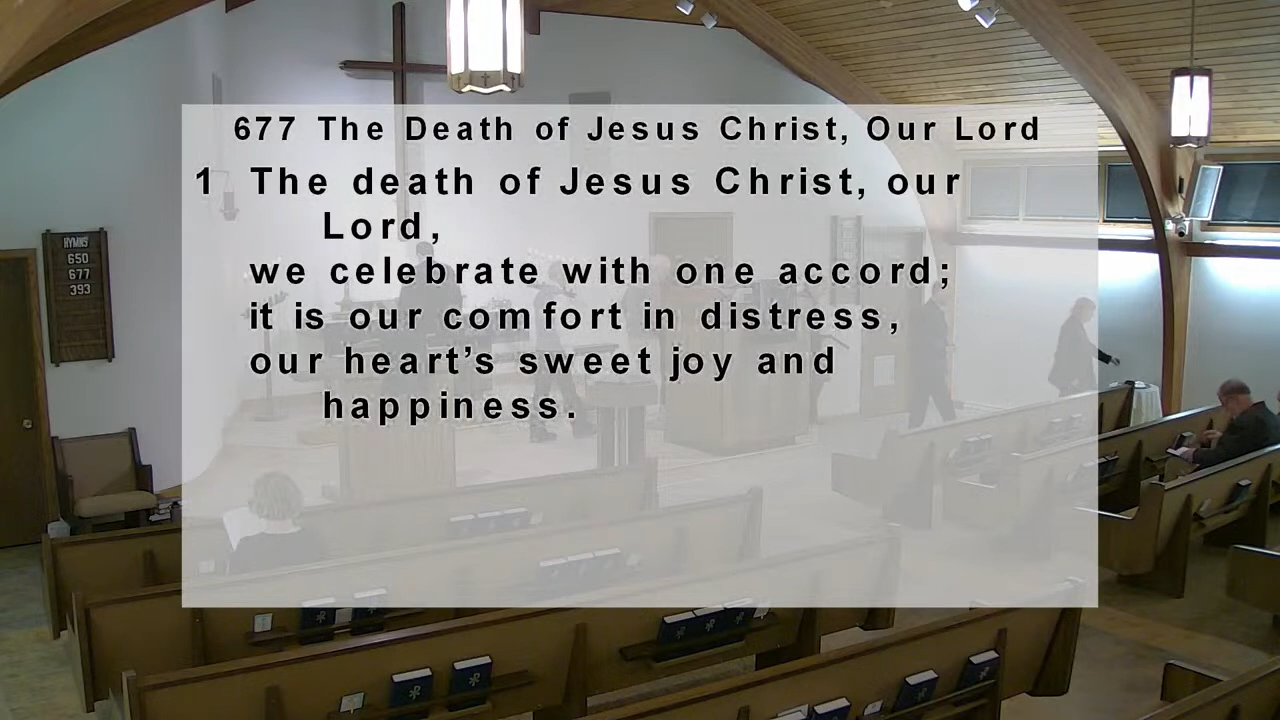 677 The Death of Jesus Christ, Our Lord
1 The death of Jesus Christ, our
Lord,
we celebrate with one accord;
it is our comfort in distress,
our heart’s sweet joy and
happiness.
HYMNS
650
677
393